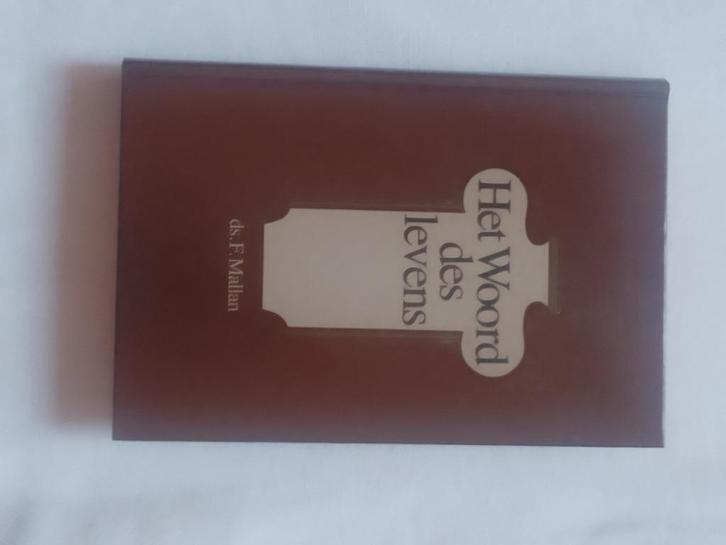 Het Woord
des
levens
ds. F. Mallan